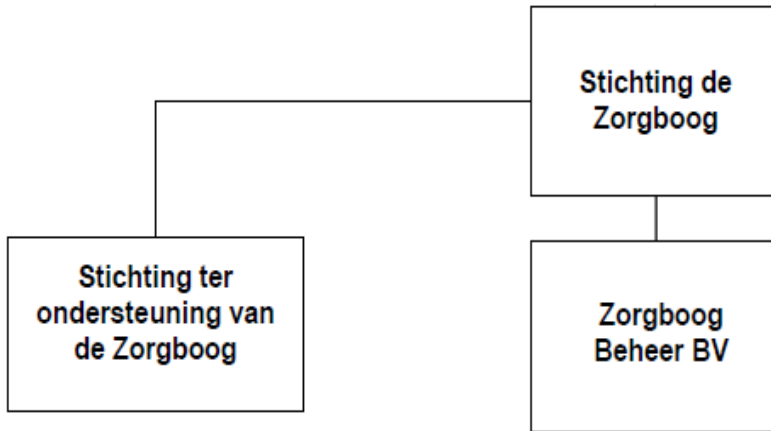 Stichting de
Zorgboog
Stichting ter
ondersteuning van
de Zorgboog
Zorgboog
Beheer BV